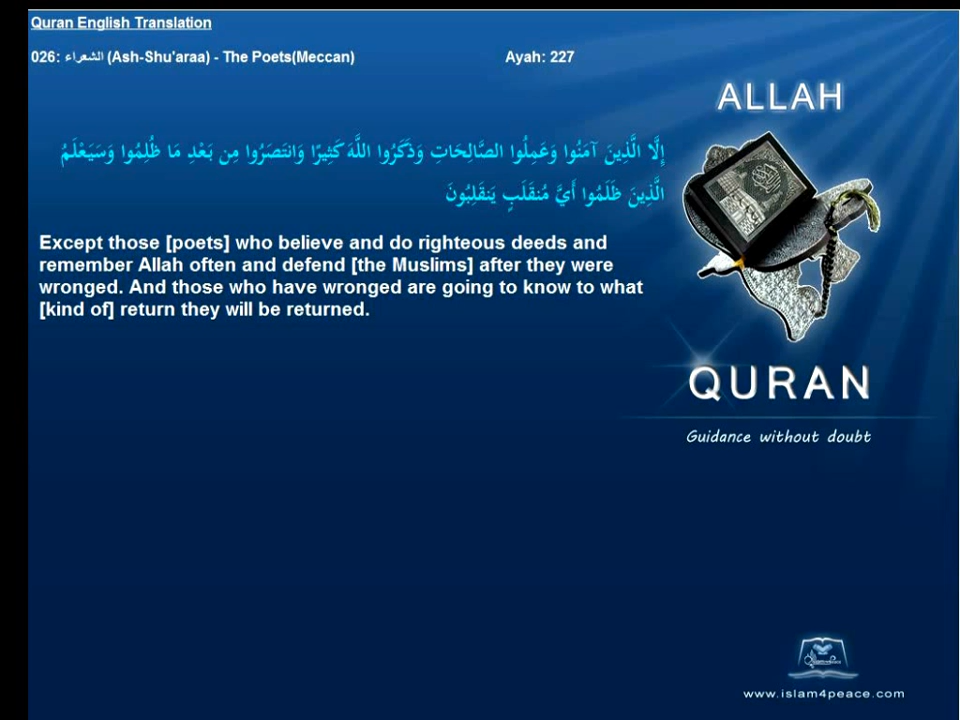 Quran English Translation
026: الشعراء (Ash-Shu'araa) - The Poets(Meccan) Ayah: 227
ALLAH
إِلَّا الَّذِينَ آمَنُوا وَعَمِلُوا الصَّالِحَاتِ وَذَكَرُوا اللَّهَ كَثِيرًا وَانتَصَرُوا مِن بَعْدِ مَا ظُلِمُوا وَسَيَعْلَمُ
الَّذِينَ ظَلَمُوا أَيَّ مُنقَلَبٍ يَنقَلِبُونَ
Except those [poets] who believe and do righteous deeds and
remember Allah often and defend [the Muslims] after they were
wronged. And those who have wronged are going to know to what
[kind of] return they will be returned.
QURAN
Guidance without doubt
www.islam4peace.com